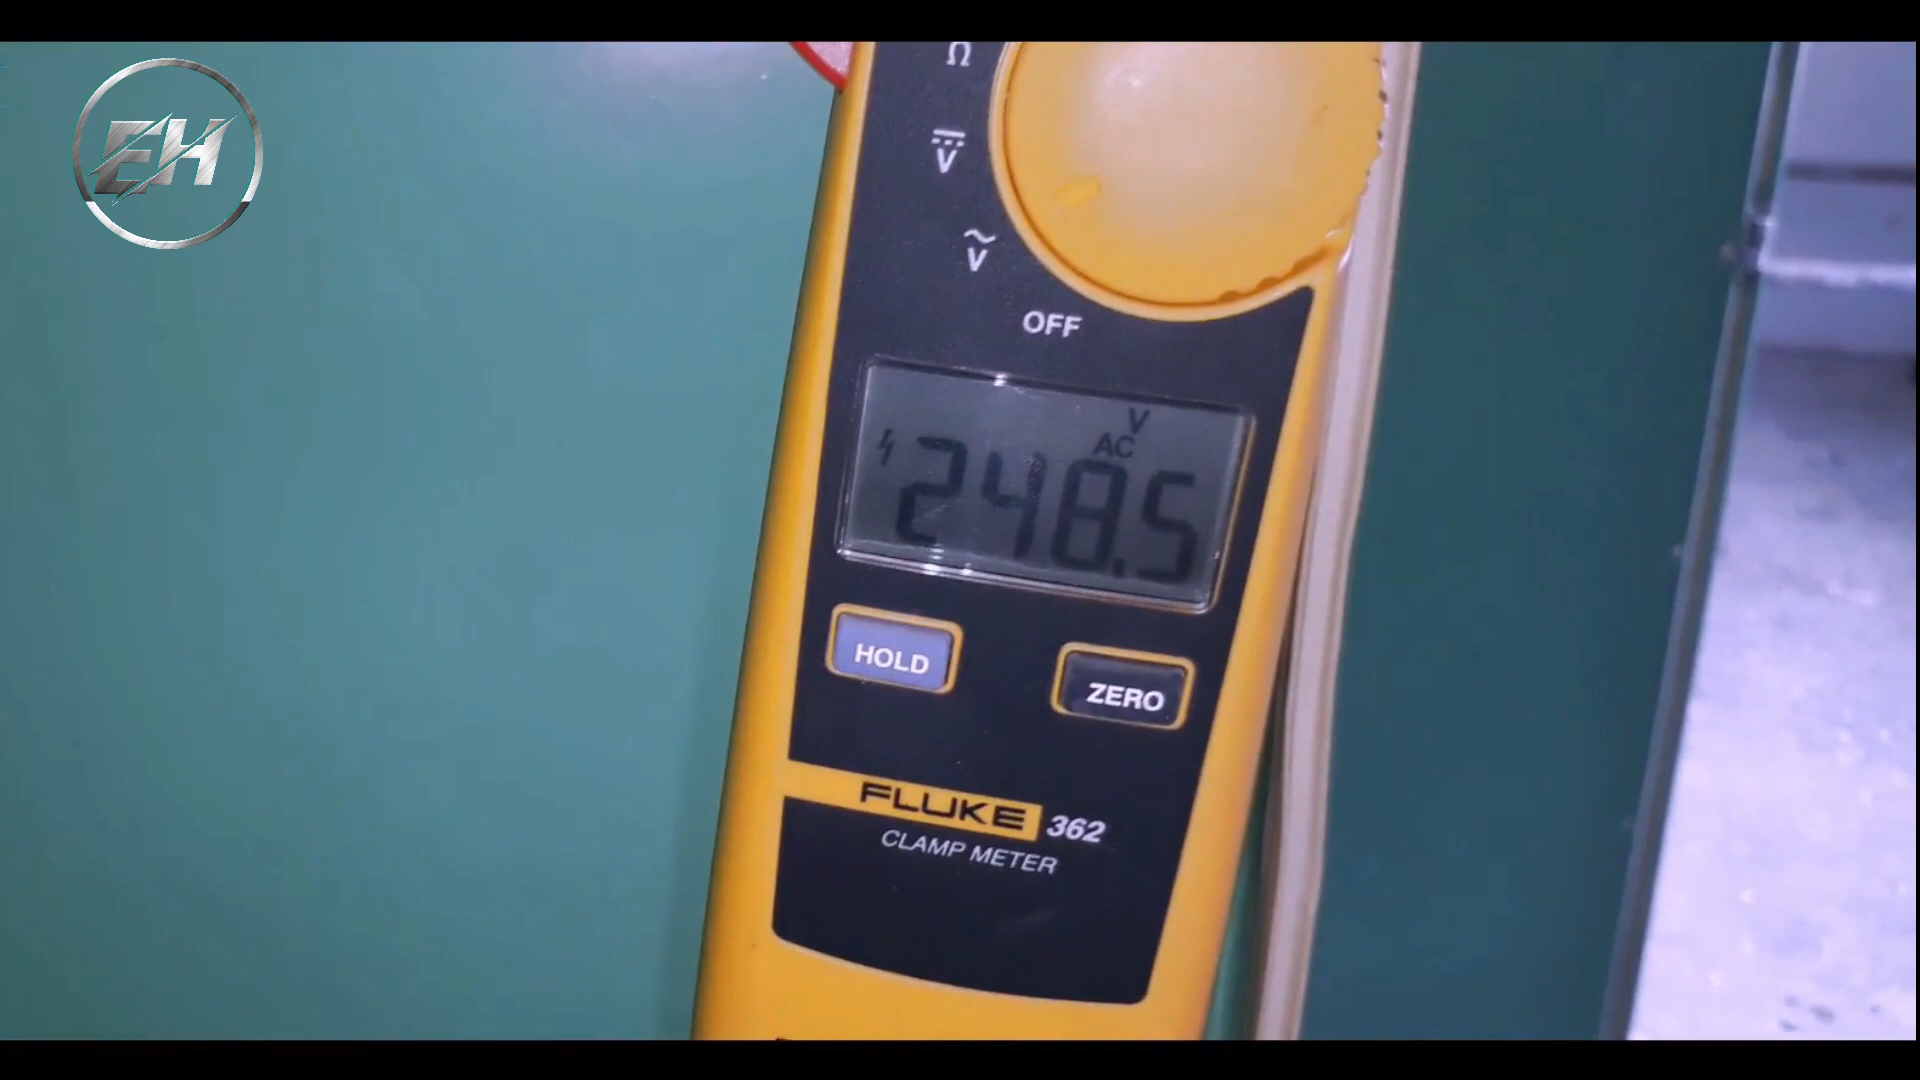 EH
Ω
V
V
OFF
V
AC
248.5
HOLD
ZERO
FLUKE 362
CLAMP METER